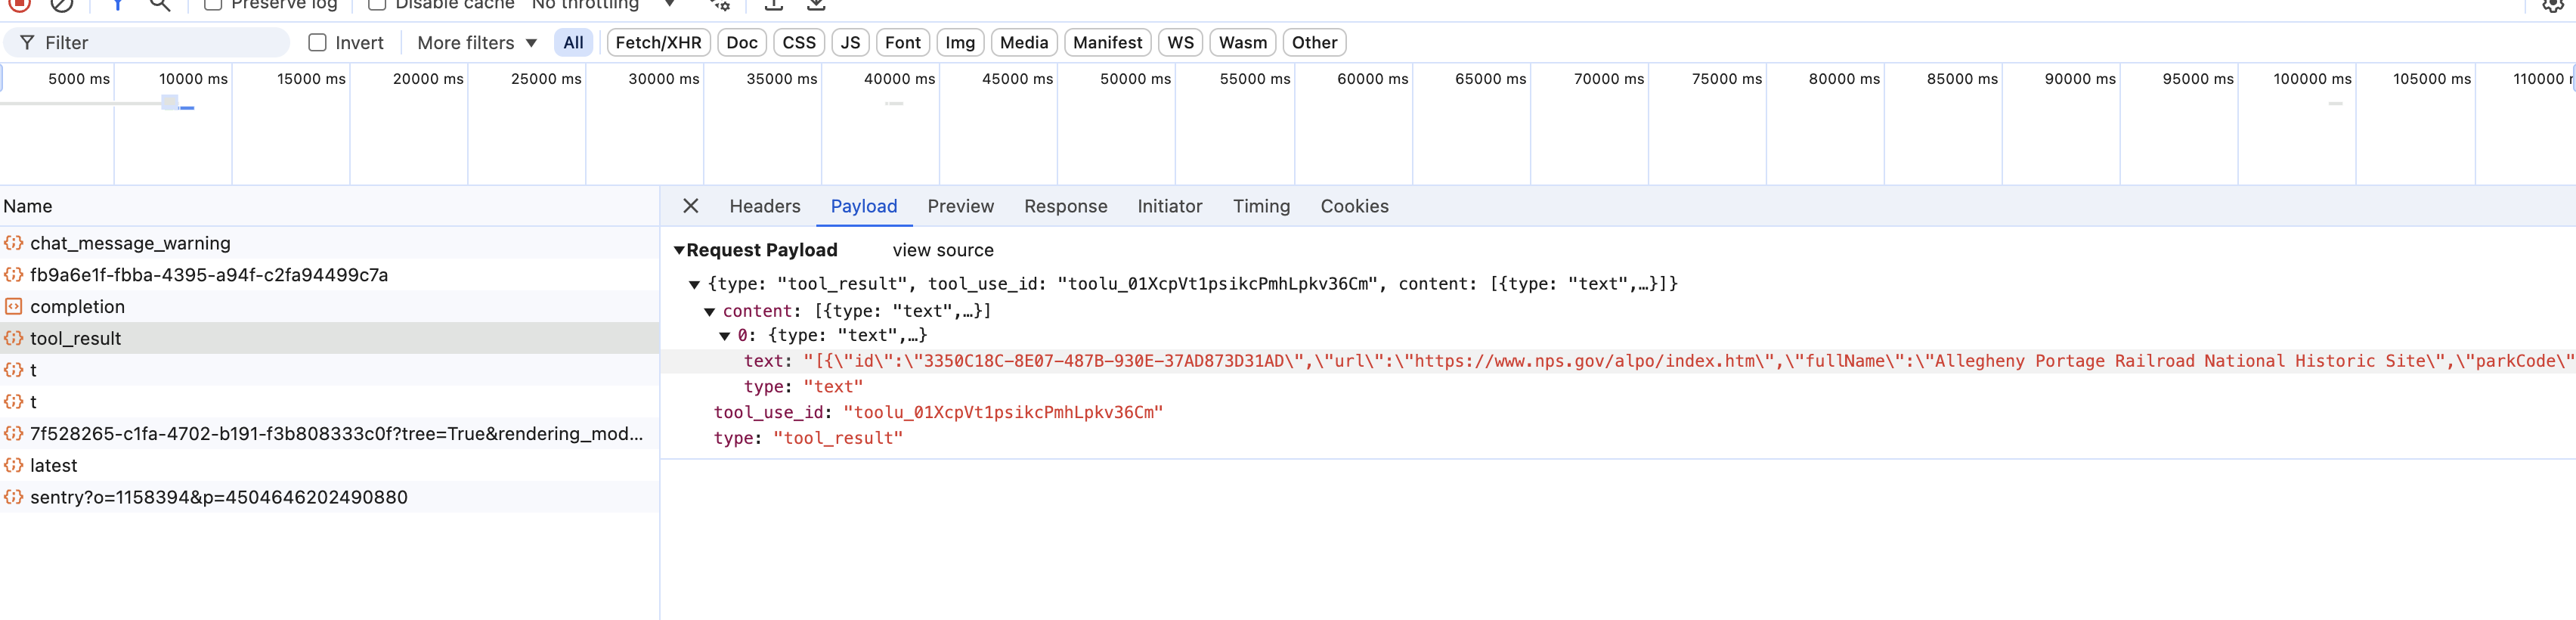 Preserve log Disable cache No throttling
Filter Invert More filters All Fetch/XHR Doc CSS JS Font Img Media Manifest WS Wasm Other
5000 ms 10000 ms 15000 ms 20000 ms 25000 ms 30000 ms 35000 ms 40000 ms 45000 ms 50000 ms 55000 ms 60000 ms 65000 ms 70000 ms 75000 ms 80000 ms 85000 ms 90000 ms 95000 ms 100000 ms 105000 ms 110000
Name
chat_message_warning
fb9a6e1f-fbba-4395-a94f-c2fa94499c7a
completion
tool_result
t
t
7f528265-c1fa-4702-b191-f3b808333c0f?tree=True&rendering_mod...
latest
sentry?o=1158394&p=4504646202490880
Headers Payload Preview Response Initiator Timing Cookies
Request Payload view source
{type: "tool_result", tool_use_id: "toolu_01XcpVt1psikcPmhLpkv36Cm", content: [{type: "text",…}]}
content: [{type: "text",…}]
0: {type: "text",…}
text: "[{\"id\":\"3350C18C-8E07-487B-930E-37AD873D31AD\",\"url\":\"https://www.nps.gov/alpo/index.htm\",\"fullName\":\"Allegheny Portage Railroad National Historic Site\",\"parkCode\"
type: "text"
tool_use_id: "toolu_01XcpVt1psikcPmhLpkv36Cm"
type: "tool_result"